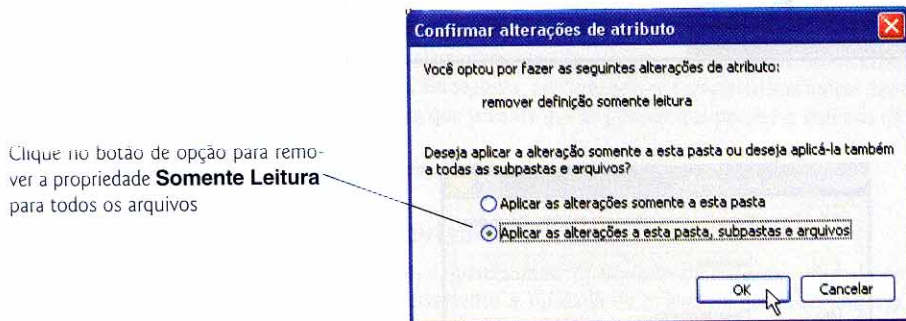 Confirmar alterações de atributo
Você optou por fazer as seguintes alterações de atributo:
remover definição somente leitura
Deseja aplicar a alteração somente a esta pasta ou deseja aplicá-la também
a todas as subpastas e arquivos?
Aplicar as alterações somente a esta pasta
Aplicar as alterações a esta pasta, subpastas e arquivos
OK
Cancelar
Clique no botão de opção para remo-
ver a propriedade Somente Leitura
para todos os arquivos